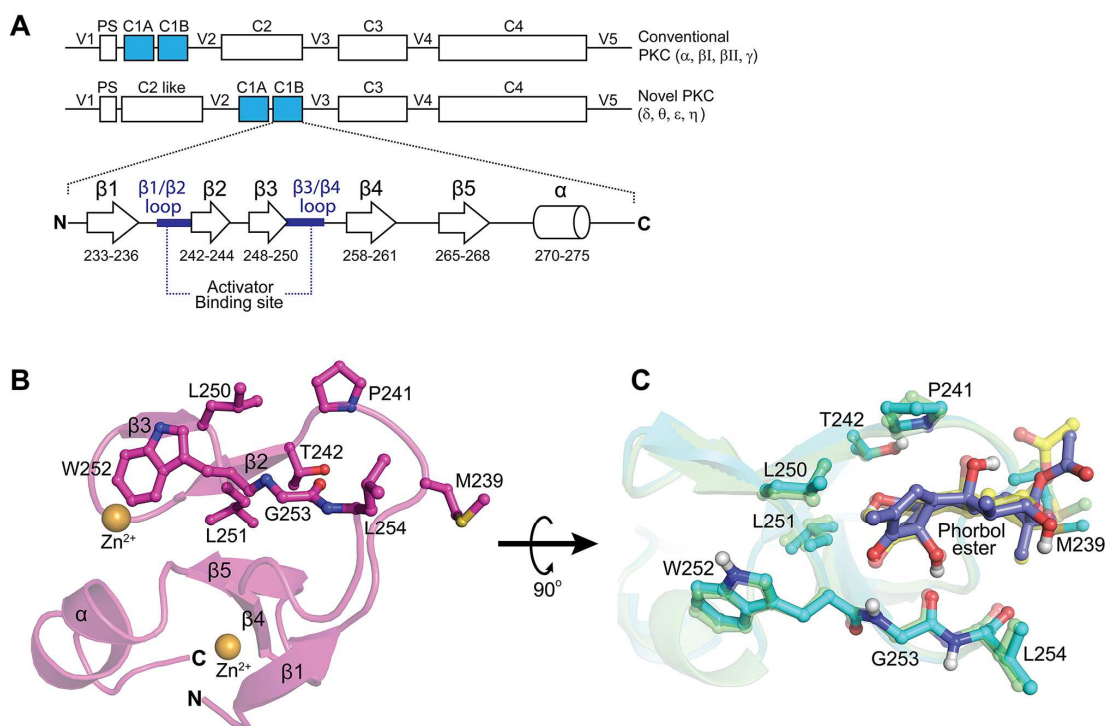 A
V1 PS C1A C1B V2 C2 V3 C3 V4 C4 V5
Conventional
PKC (α, βI, βII, γ)
V1 PS C2 like V2 C1A C1B V3 C3 V4 C4 V5
Novel PKC
(δ, θ, ε, η)
β1 β1/β2 β2 β3 β3/β4 β4 β5 α
loop loop
N C
233-236 242-244 248-250 258-261 265-268 270-275
Activator
Binding site
B
L250
P241
β3
T242
W252
β2
M239
Zn2+
L251
G253
L254
β5
α
β4
C
Zn2+
β1
N
90o
C
P241
T242
L250
L251
Phorbol
ester
M239
W252
G253
L254